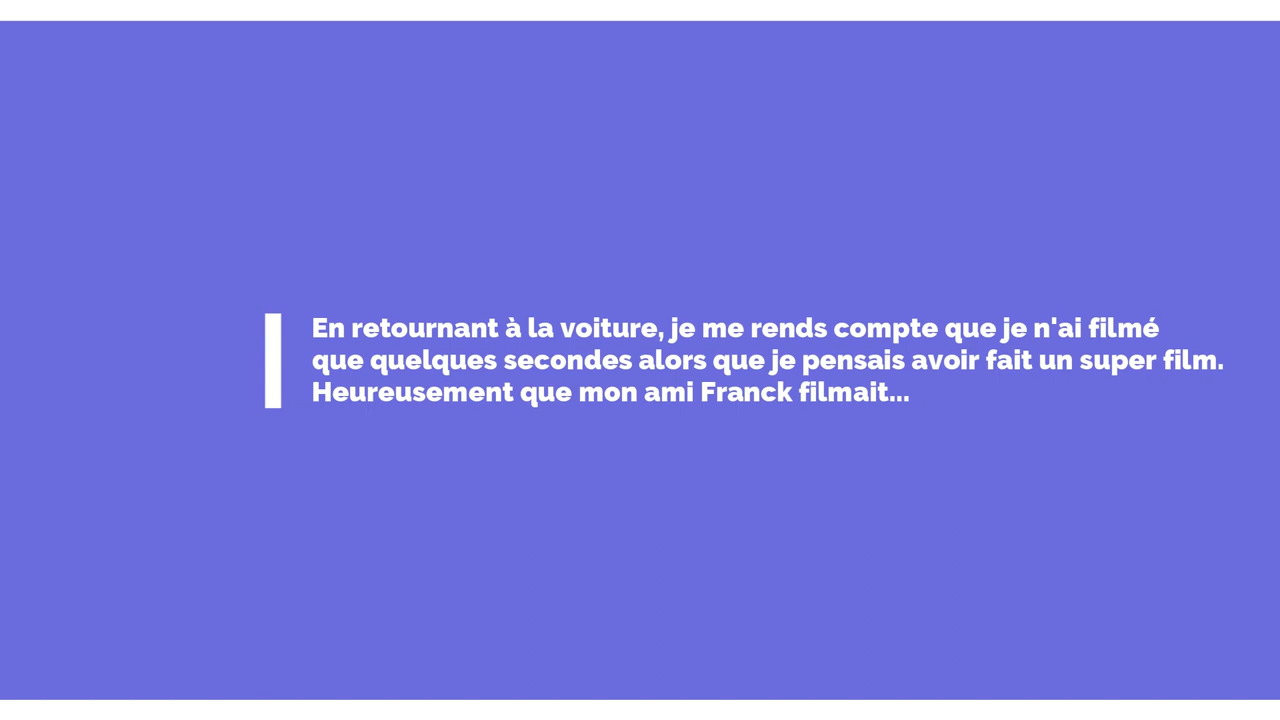 En retournant à la voiture, je me rends compte que je n'ai filmé
que quelques secondes alors que je pensais avoir fait un super film.
Heureusement que mon ami Franck filmait...